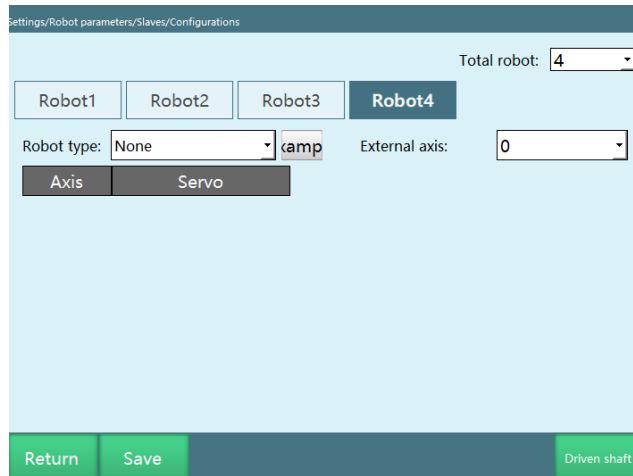 Settings/Robot parameters/Slaves/Configurations
Total robot: 4
Robot1 Robot2 Robot3 Robot4
Robot type: None xamp External axis: 0
Axis Servo
Return Save Driven shaft